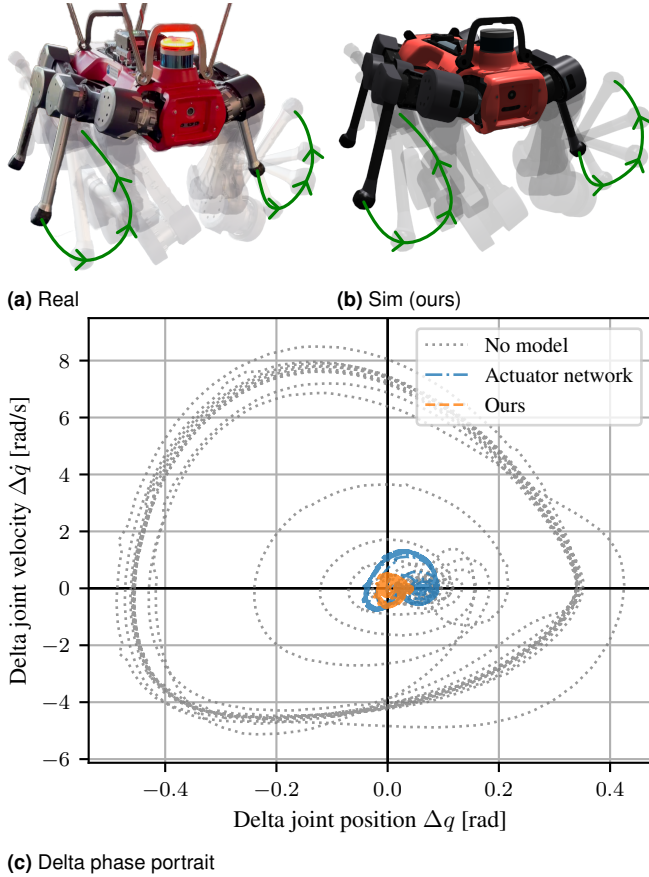 (a) Real
(b) Sim (ours)
No model
Actuator network
Ours
8
6
4
2
0
−2
−4
−6
Delta joint velocity Δq̇ [rad/s]
−0.4
−0.2
0.0
0.2
0.4
Delta joint position Δq [rad]
(c) Delta phase portrait